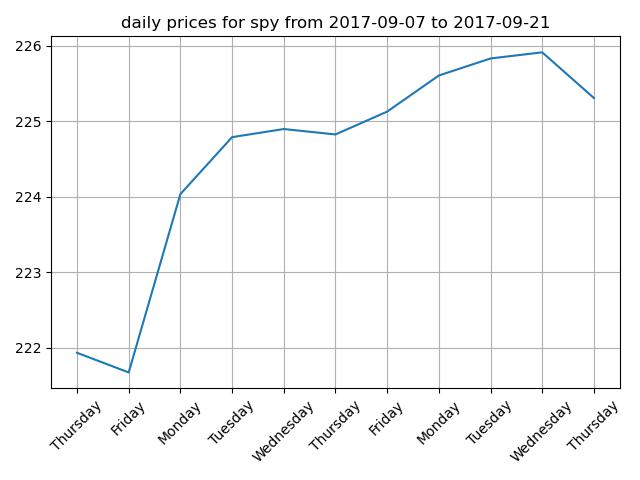 daily prices for spy from 2017-09-07 to 2017-09-21
226
225
224
223
222
Thursday
Friday
Monday
Tuesday
Wednesday
Thursday
Friday
Monday
Tuesday
Wednesday
Thursday